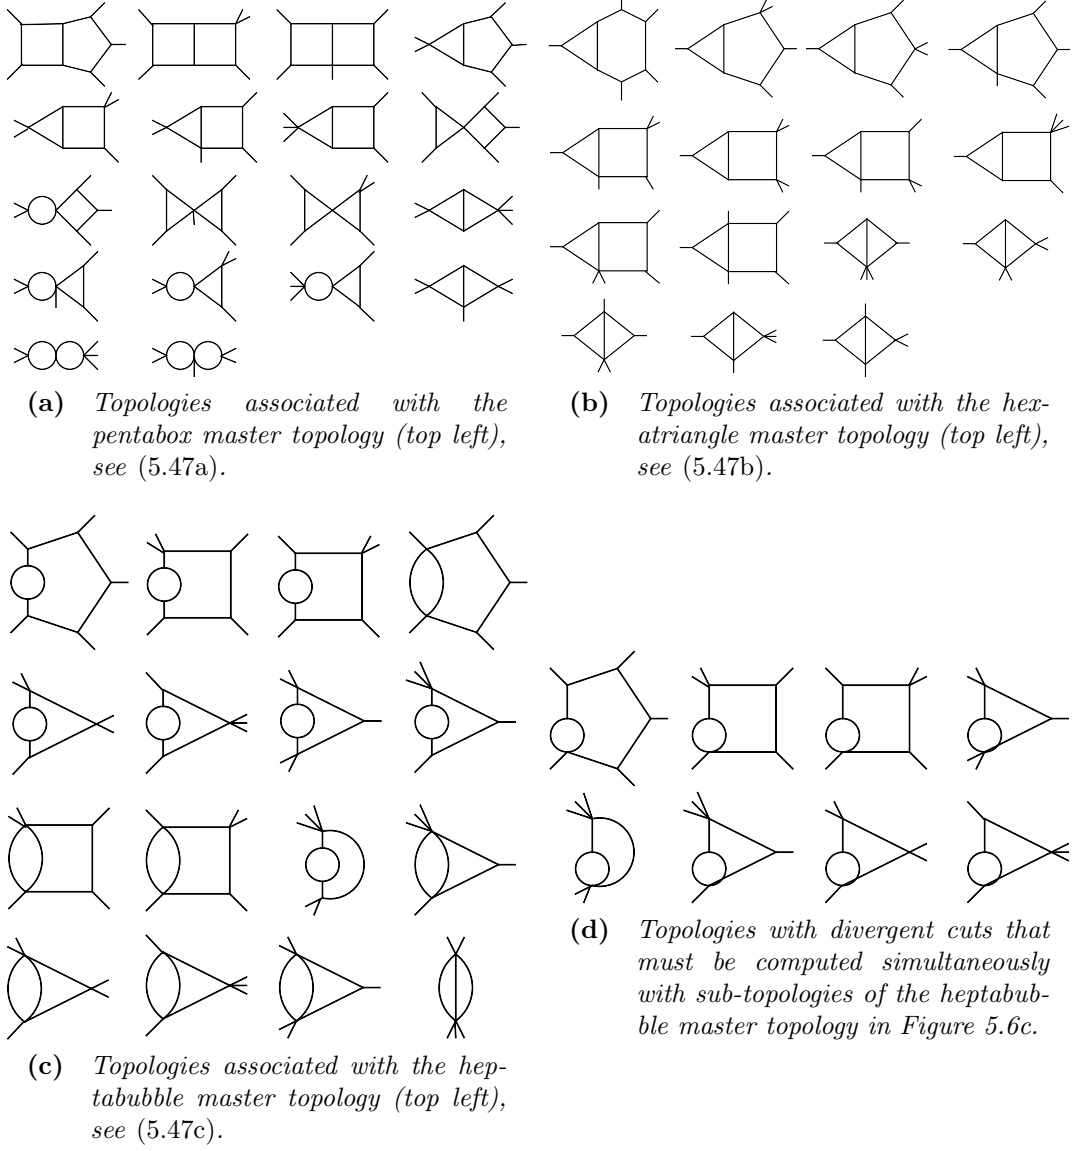 (a) Topologies associated with the
pentabox master topology (top left),
see (5.47a).
(b) Topologies associated with the hex-
atriangle master topology (top left),
see (5.47b).
(c) Topologies associated with the hep-
tabubble master topology (top left),
see (5.47c).
(d) Topologies with divergent cuts that
must be computed simultaneously
with sub-topologies of the heptabub-
ble master topology in Figure 5.6c.